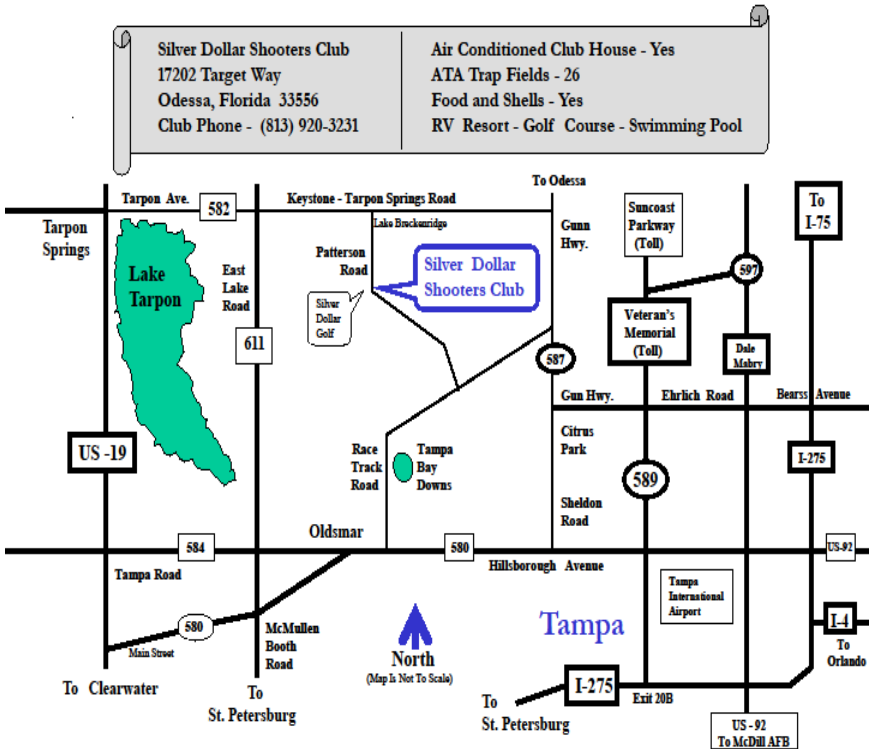 Silver Dollar Shooters Club
17202 Target Way
Odessa, Florida 33556
Club Phone - (813) 920-3231
Air Conditioned Club House - Yes
ATA Trap Fields - 26
Food and Shells - Yes
RV Resort - Golf Course - Swimming Pool
To Odessa
Tarpon Ave.
582
Keystone - Tarpon Springs Road
Tarpon
Springs
Lake Breckenridge
Gunn
Hwy.
Suncoast
Parkway
(Toll)
To
I-75
Lake
Tarpon
East
Lake
Road
Patterson
Road
Silver Dollar
Shooters Club
597
Silver
Dollar
Golf
Veteran's
Memorial
(Toll)
611
587
Dale
Mabry
Gun Hwy.
Ehrlich Road
Bearss Avenue
US -19
Race
Track
Road
Tampa
Bay
Downs
Citrus
Park
I-275
589
Sheldon
Road
Oldsmar
584
580
US-92
Tampa Road
Hillsborough Avenue
Tampa
International
Airport
580
Main Street
McMullen
Booth
Road
North
(Map Is Not To Scale)
Tampa
I-4
To
Orlando
To Clearwater
To
St. Petersburg
To
St. Petersburg
I-275
Exit 20B
US - 92
To McDill AFB